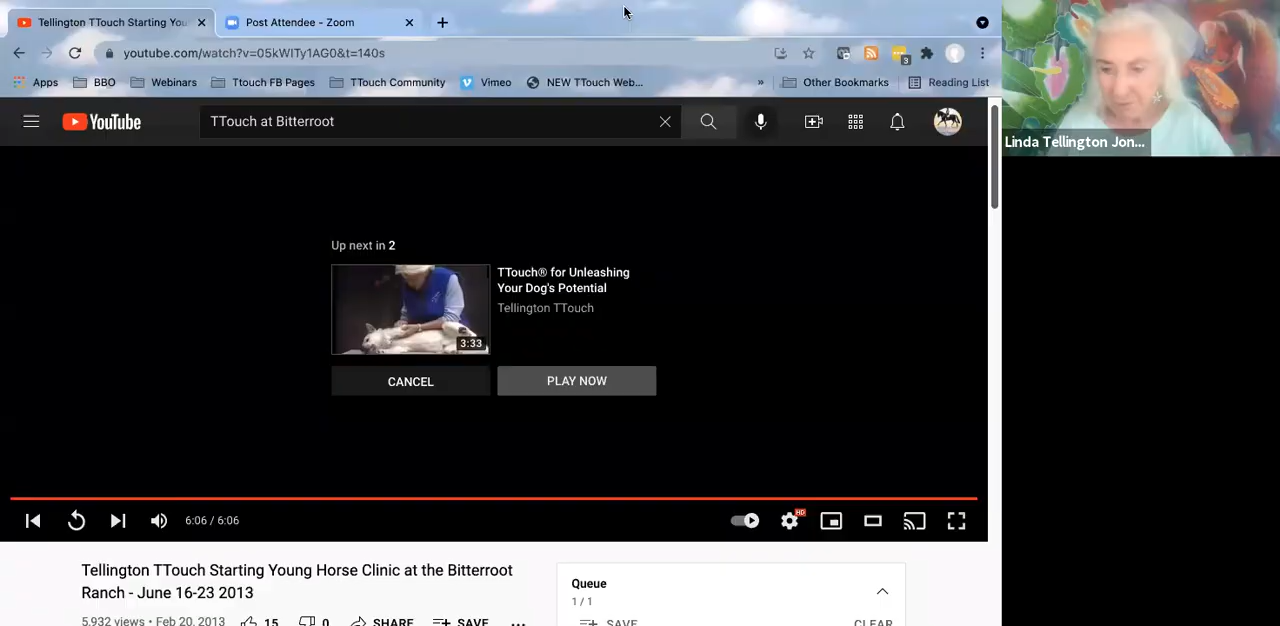 Tellington TTouch Starting You
Post Attendee - Zoom
youtube.com/watch?v=05kWITy1AG0&t=140s
3
Apps BBO Webinars Ttouch FB Pages TTouch Community Vimeo NEW TTouch Web... » Other Bookmarks Reading List
YouTube
TTouch at Bitterroot
Linda Tellington Jon...
Up next in 2
TTouch® for Unleashing
Your Dog's Potential
Tellington TTouch
3:33
CANCEL PLAY NOW
6:06 / 6:06
HD
Tellington TTouch Starting Young Horse Clinic at the Bitterroot
Ranch - June 16-23 2013
5,932 views • Feb 20, 2013 15 0 SHARE SAVE ...
Queue
1 / 1
SAVE CLEAR